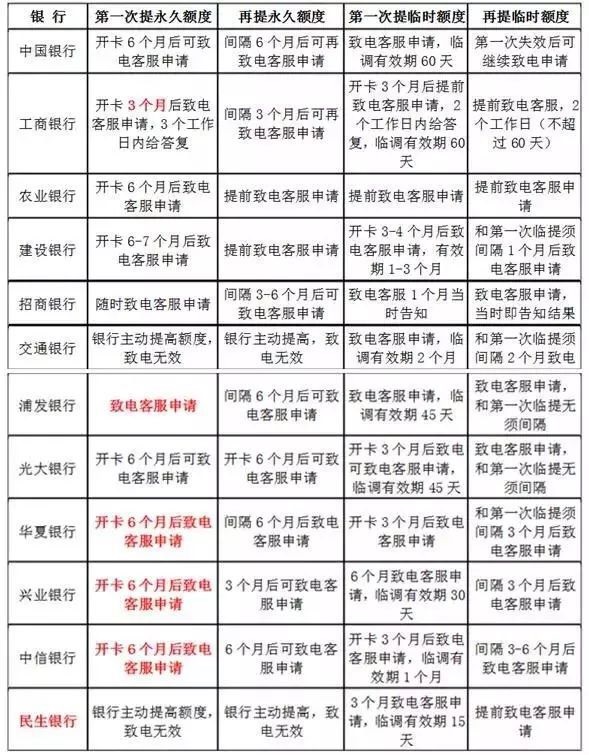 银 行 第一次提永久额度 再提永久额度 第一次提临时额度 再提临时额度
中国银行
开卡 6 个月后可致
电客服申请
间隔 6 个月后可再
致电客服申请
致电客服申请，临
调有效期 60 天
第一次失效后可
继续致电申请
工商银行
开卡 3 个月后致电
客服申请，3 个工作
日内给答复
间隔 3 个月后可再
致电客服申请
开卡 3 个月后提前
致电客服申请，2
个工作日内给答
复，临调有效期 60
天
提前致电客服，2
个工作日（不超
过 60 天）
农业银行
开卡 6 个月后致电
客服申请
提前致电客服申请
提前致电客服申请
提前致电客服申
请
建设银行
开卡 6-7 个月后致
电客服申请
提前致电客服申请
开卡 3-4 个月后致
电客服申请，有效
期 1-3 个月
和第一次临提须
间隔 1 个月后致
电客服申请
招商银行
随时致电客服申请
间隔 3-6 个月后可
致电客服申请
致电客服 1 个月当
时告知
致电客服申请，
当时即告知结果
交通银行
银行主动提高额度，
致电无效
银行主动提高，致
电无效
致电客服申请，临
调有效期 2 个月
和第一次临提须
间隔 2 个月致电
浦发银行
致电客服申请
间隔 6 个月后可致
电客服申请
致电客服申请，临
调有效期 45 天
致电客服申请，
和第一次临提无
须间隔
光大银行
开卡 6 个月后可致
电客服申请
开卡 6 个月后可致
电客服申请
开卡 3 个月后致电
可致电客服申请，
临调有效期 45 天
致电客服申请，
和第一次临提无
须间隔
华夏银行
开卡 6 个月后致电
客服申请
间隔 6 个月后致电
客服申请
开卡 3 个月后致电
客服申请
和第一次临提须
间隔 3 个月后致
电客服申请
兴业银行
开卡 6 个月后致电
客服申请
3 个月后可致电客
服申请
6 个月致电客服申
请，临调有效期 30
天
间隔 3 个月后致
电客服申请
中信银行
开卡 6 个月后致电
客服申请
6 个月后可致电客
服申请
开卡 3 个月后致电
客服申请，临调有
效期 1 个月
间隔 3-6 个月后
致电客服申请
民生银行
银行主动提高额度，
致电无效
银行主动提高，致
电无效
3 个月致电客服申
请，临调有效期 15
天
提前致电客服申
请